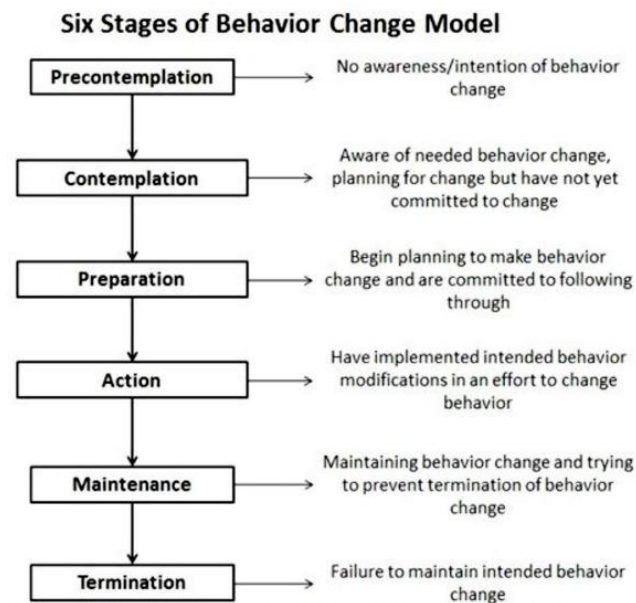 Six Stages of Behavior Change Model
Precontemplation
No awareness/intention of behavior
change
Contemplation
Aware of needed behavior change,
planning for change but have not yet
committed to change
Preparation
Begin planning to make behavior
change and are committed to following
through
Action
Have implemented intended behavior
modifications in an effort to change
behavior
Maintenance
Maintaining behavior change and trying
to prevent termination of behavior
change
Termination
Failure to maintain intended behavior
change